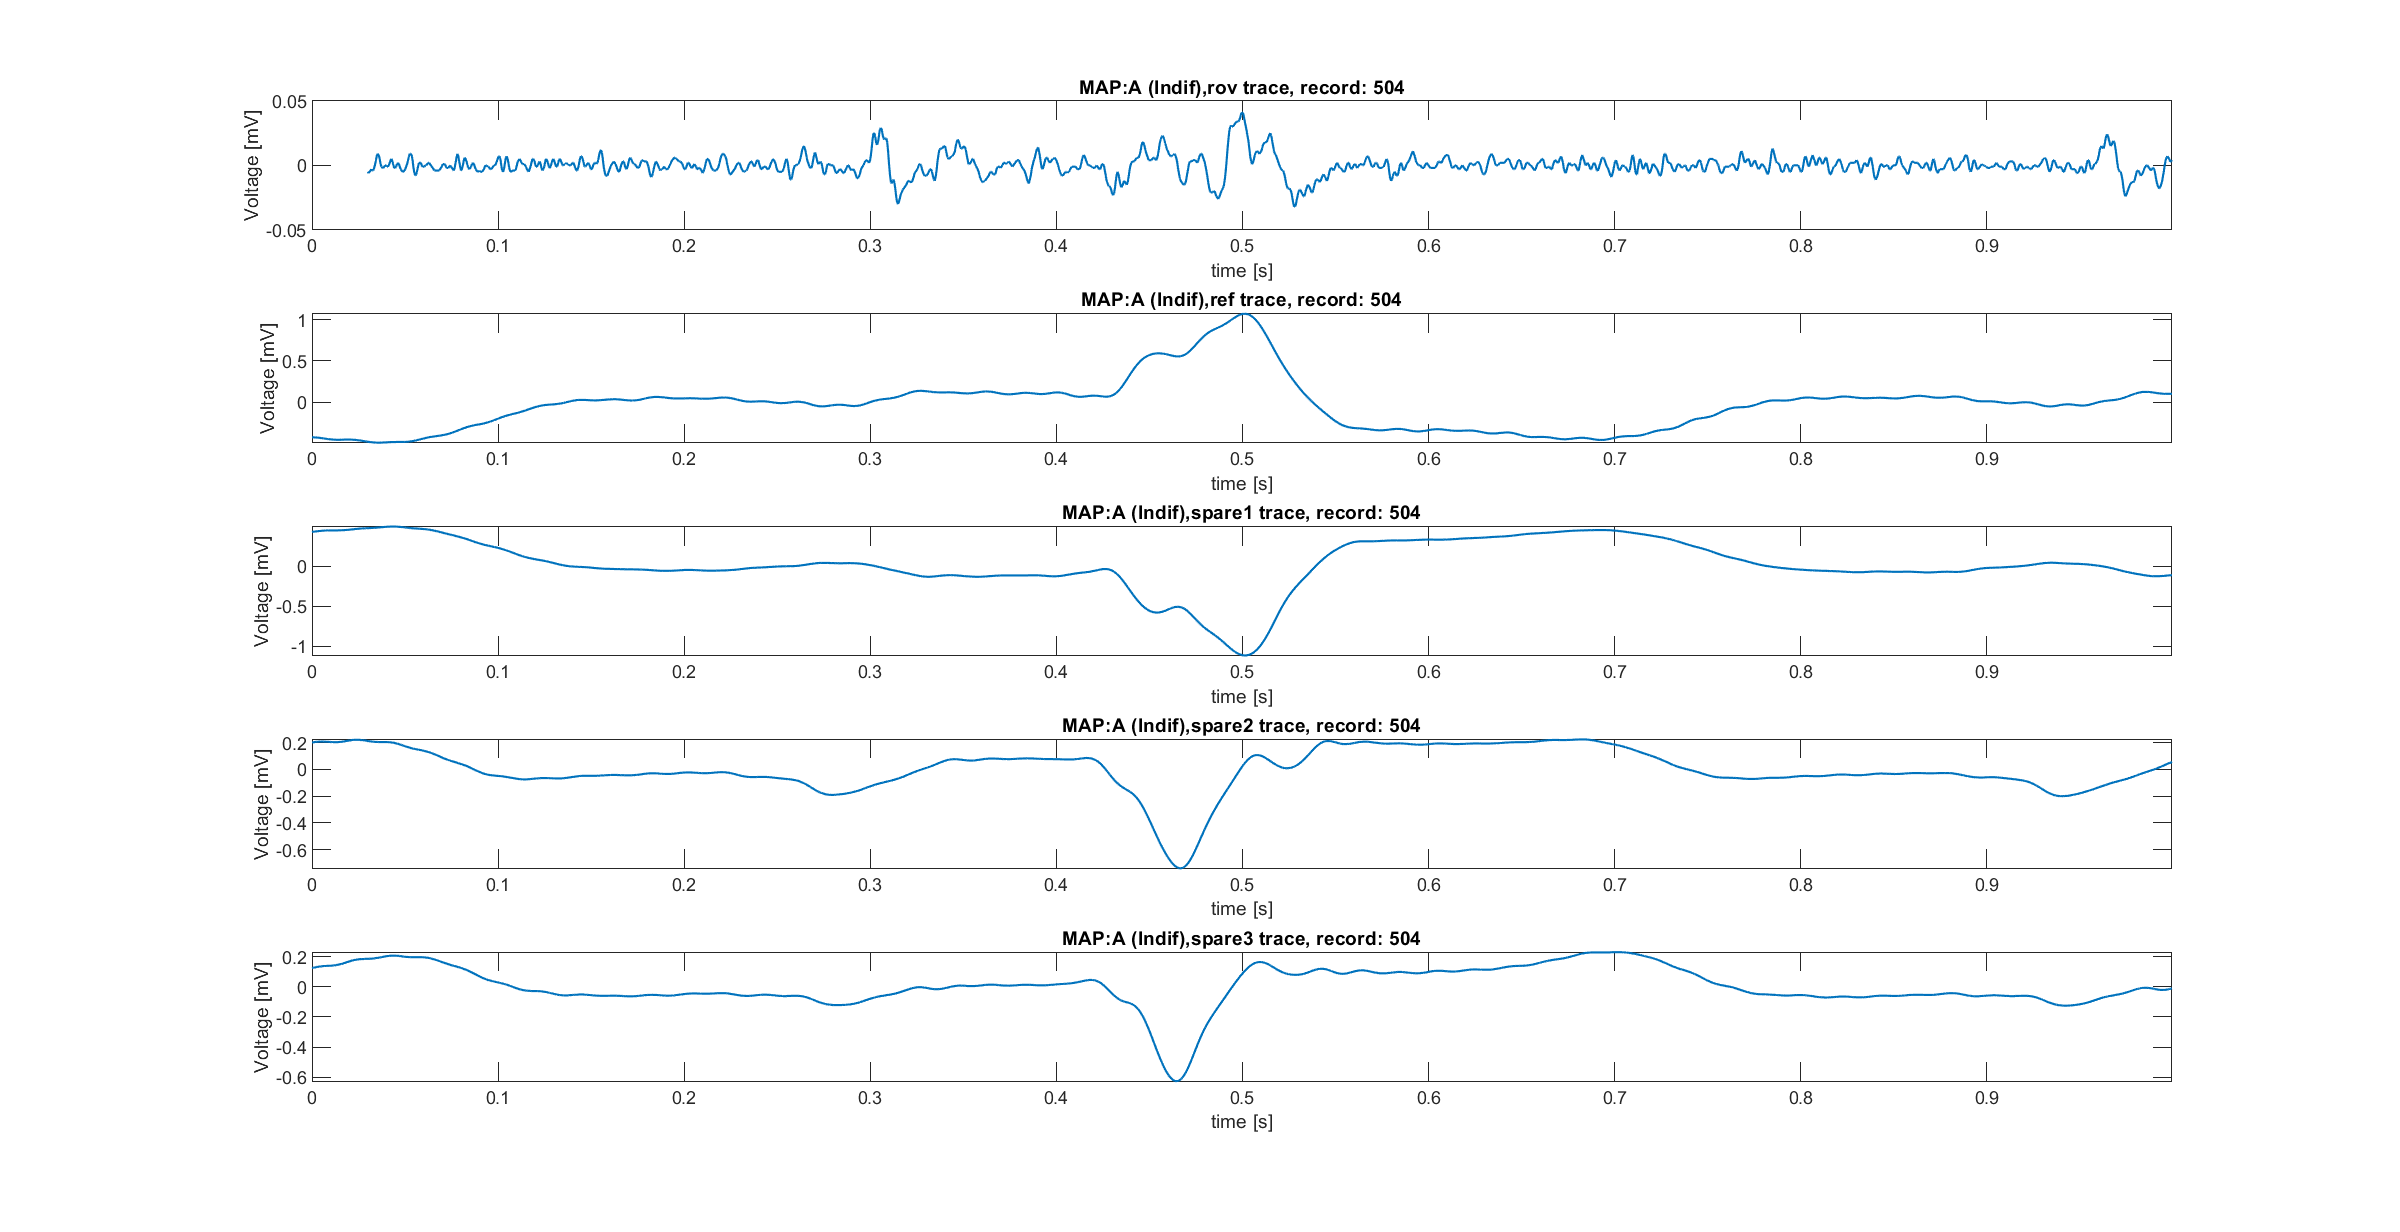 MAP:A (Indif),rov trace, record: 504
Voltage [mV]
0.05
0
-0.05
0 0.1 0.2 0.3 0.4 0.5 0.6 0.7 0.8 0.9
time [s]
MAP:A (Indif),ref trace, record: 504
Voltage [mV]
1
0.5
0
0 0.1 0.2 0.3 0.4 0.5 0.6 0.7 0.8 0.9
time [s]
MAP:A (Indif),spare1 trace, record: 504
Voltage [mV]
0
-0.5
-1
0 0.1 0.2 0.3 0.4 0.5 0.6 0.7 0.8 0.9
time [s]
MAP:A (Indif),spare2 trace, record: 504
Voltage [mV]
0.2
0
-0.2
-0.4
-0.6
0 0.1 0.2 0.3 0.4 0.5 0.6 0.7 0.8 0.9
time [s]
MAP:A (Indif),spare3 trace, record: 504
Voltage [mV]
0.2
0
-0.2
-0.4
-0.6
0 0.1 0.2 0.3 0.4 0.5 0.6 0.7 0.8 0.9
time [s]